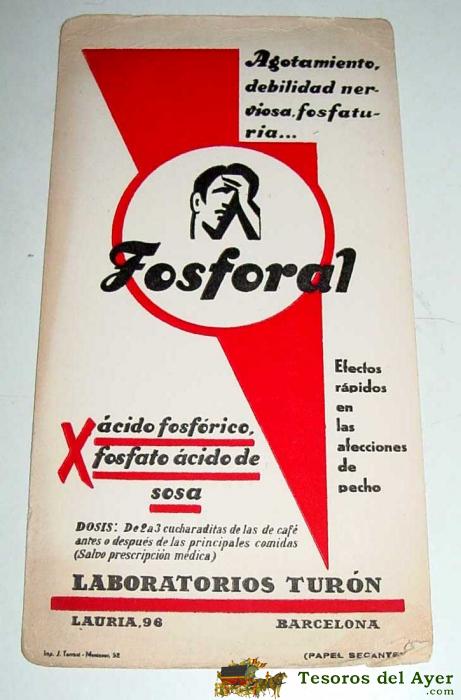 Agotamiento,
debilidad ner-
viosa, fosfatu-
ria...
Fosforal
Efectos
rápidos
en
las
afecciones
de
pecho
X ácido fosfórico,
fosfato ácido de
sosa
DOSIS: De 2 a 3 cucharaditas de las de café
antes o después de las principales comidas
(Salvo prescripción médica)
LABORATORIOS TURÓN
LAURIA, 96 BARCELONA
Imp. J. 52 (PAPEL SECANTE)
Tesoros del Ayer
.com